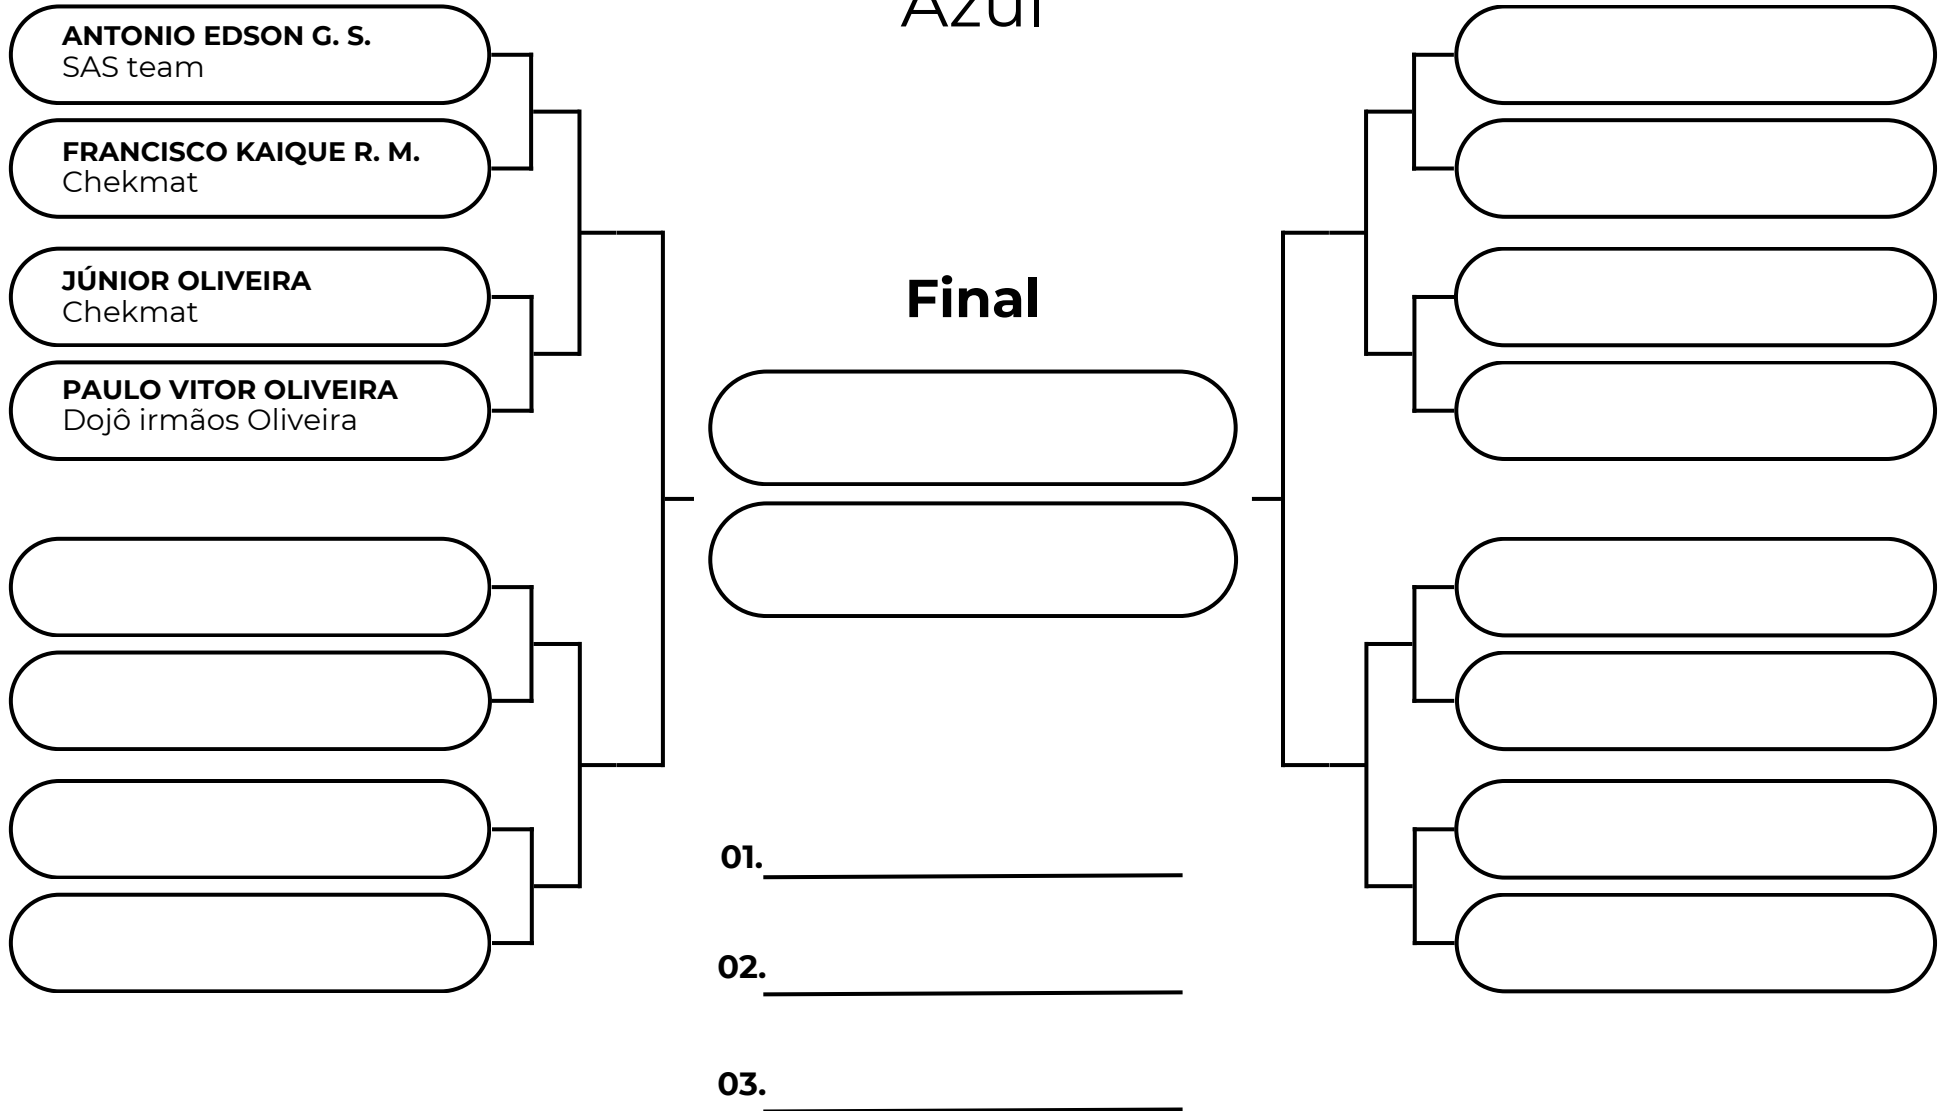 Azul
ANTONIO EDSON G. S.
SAS team
FRANCISCO KAIQUE R. M.
Chekmat
JÚNIOR OLIVEIRA
Chekmat
PAULO VITOR OLIVEIRA
Dojô irmãos Oliveira
Final
01.
02.
03.